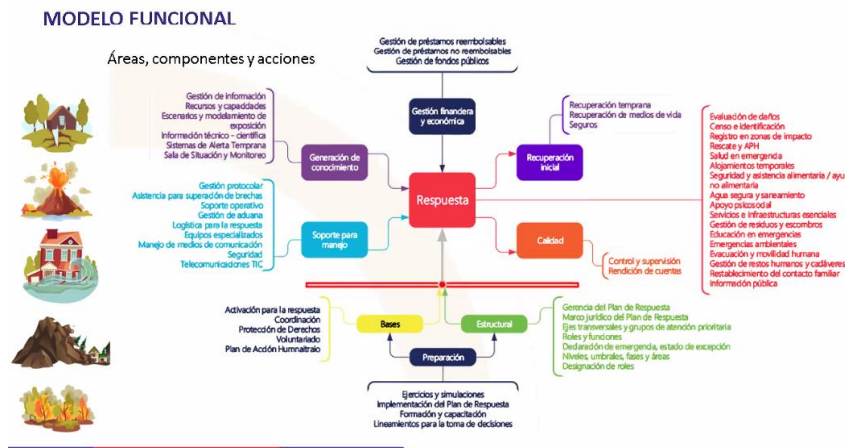 MODELO FUNCIONAL
Áreas, componentes y acciones
Gestión de préstamos reembolsables
Gestión de préstamos no reembolsables
Gestión de fondos públicos
Gestión financiera
y económica
Gestión de información
Recursos y capacidades
Escenarios y modelamiento de
exposición
Información técnico - científica
Sistemas de Alerta Temprana
Sala de Situación y Monitoreo
Generación de
conocimiento
Recuperación
inicial
Recuperación temprana
Recuperación de medios de vida
Seguros
Respuesta
Gestión protocolar
Asistencia para superación de brechas
Soporte operativo
Gestión de aduana
Logística para la respuesta
Equipos especializados
Manejo de medios de comunicación
Seguridad
Telecomunicaciones TIC
Soporte para
manejo
Calidad
Control y supervisión
Rendición de cuentas
Evaluación de daños
Censo e identificación
Registro en zonas de impacto
Rescate y APH
Salud en emergencia
Alojamientos temporales
Seguridad y asistencia alimentaria / ayu
no alimentaria
Agua segura y saneamiento
Apoyo psicosocial
Servicios e infraestructuras esenciales
Gestión de residuos y escombros
Educación en emergencias
Emergencias ambientales
Evacuación y movilidad humana
Gestión de restos humanos y cadáveres
Restablecimiento del contacto familiar
Información pública
Activación para la respuesta
Coordinación
Protección de Derechos
Voluntariado
Plan de Acción Humnaitraio
Bases
Estructural
Gerencia del Plan de Respuesta
Marco jurídico del Plan de Respuesta
Ejes transversales y grupos de atención prioritaria
Roles y funciones
Declaración de emergencia, estado de excepción
Niveles, umbrales, fases y áreas
Designación de roles
Preparación
Ejercicios y simulaciones
Implementación del Plan de Respuesta
Formación y capacitación
Lineamientos para la toma de decisiones